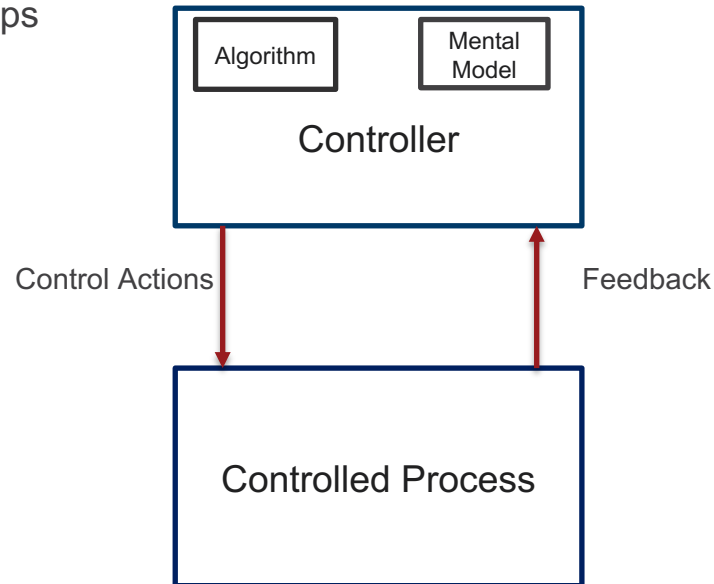 ps
Algorithm
Mental
Model
Controller
Control Actions
Feedback
Controlled Process